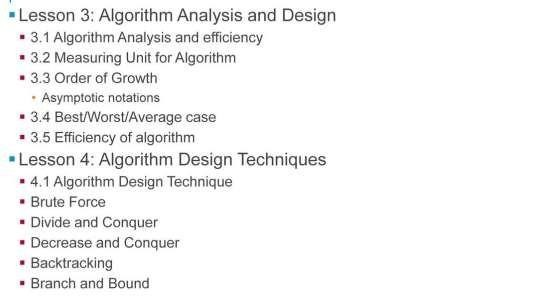 Lesson 3: Algorithm Analysis and Design
3.1 Algorithm Analysis and efficiency
3.2 Measuring Unit for Algorithm
3.3 Order of Growth
Asymptotic notations
3.4 Best/Worst/Average case
3.5 Efficiency of algorithm
Lesson 4: Algorithm Design Techniques
4.1 Algorithm Design Technique
Brute Force
Divide and Conquer
Decrease and Conquer
Backtracking
Branch and Bound